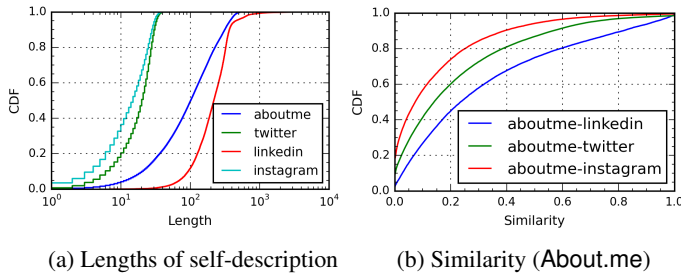 1.0
0.8
0.6
0.4
0.2
0.0
CDF
10^0 10^1 10^2 10^3 10^4
Length
aboutme
twitter
linkedin
instagram
(a) Lengths of self-description
1.0
0.8
0.6
0.4
0.2
0.0
CDF
0.0 0.2 0.4 0.6 0.8 1.0
Similarity
aboutme-linkedin
aboutme-twitter
aboutme-instagram
(b) Similarity (About.me)